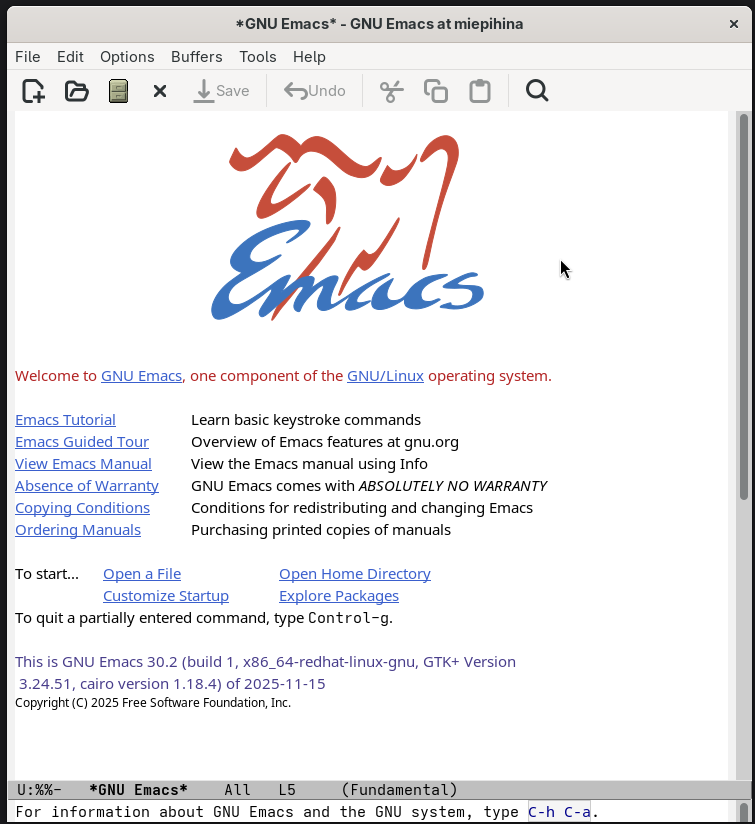 *GNU Emacs* - GNU Emacs at miepihina
File Edit Options Buffers Tools Help
Save Undo
Emacs
Welcome to GNU Emacs, one component of the GNU/Linux operating system.
Emacs Tutorial Learn basic keystroke commands
Emacs Guided Tour Overview of Emacs features at gnu.org
View Emacs Manual View the Emacs manual using Info
Absence of Warranty GNU Emacs comes with ABSOLUTELY NO WARRANTY
Copying Conditions Conditions for redistributing and changing Emacs
Ordering Manuals Purchasing printed copies of manuals
To start... Open a File Open Home Directory
Customize Startup Explore Packages
To quit a partially entered command, type Control-g.
This is GNU Emacs 30.2 (build 1, x86_64-redhat-linux-gnu, GTK+ Version
3.24.51, cairo version 1.18.4) of 2025-11-15
Copyright (C) 2025 Free Software Foundation, Inc.
U:%%- *GNU Emacs* All L5 (Fundamental)
For information about GNU Emacs and the GNU system, type C-h C-a.